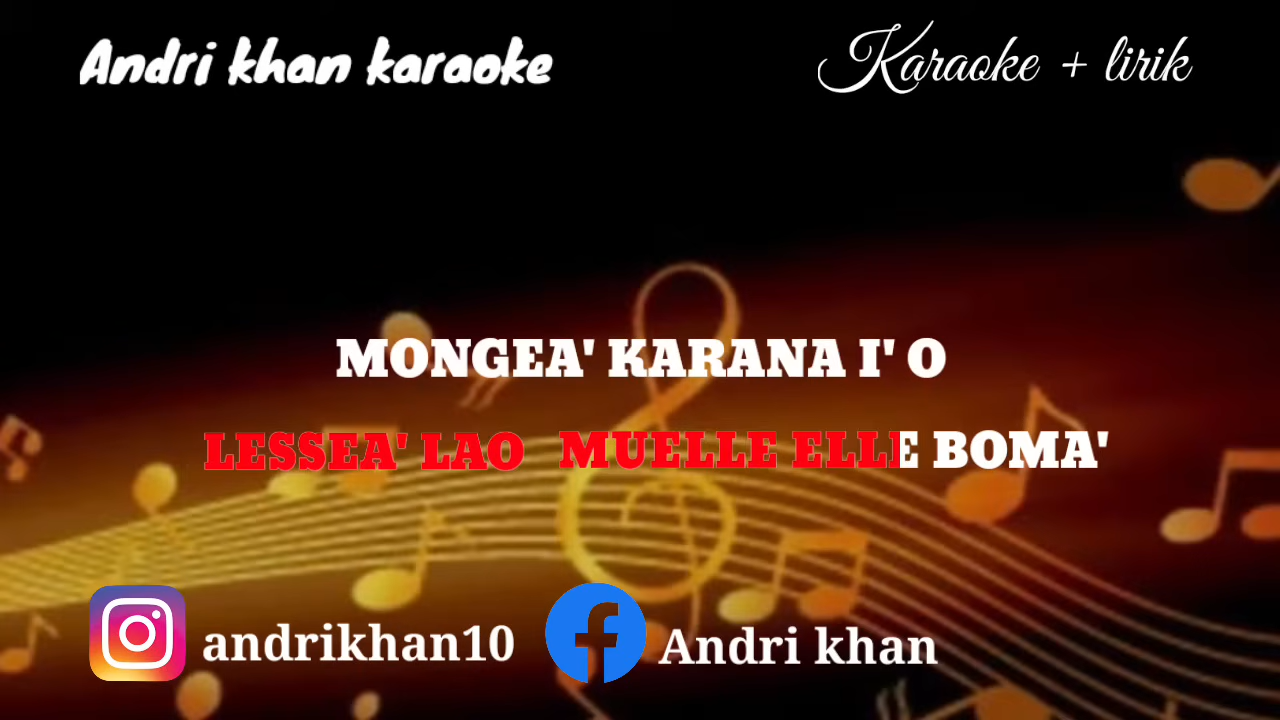 Andri khan karaoke
Karaoke + lirik
MONGEA' KARANA I' O
LESSEA' LAO MUELLE ELLE BOMA'
andrikhan10
Andri khan